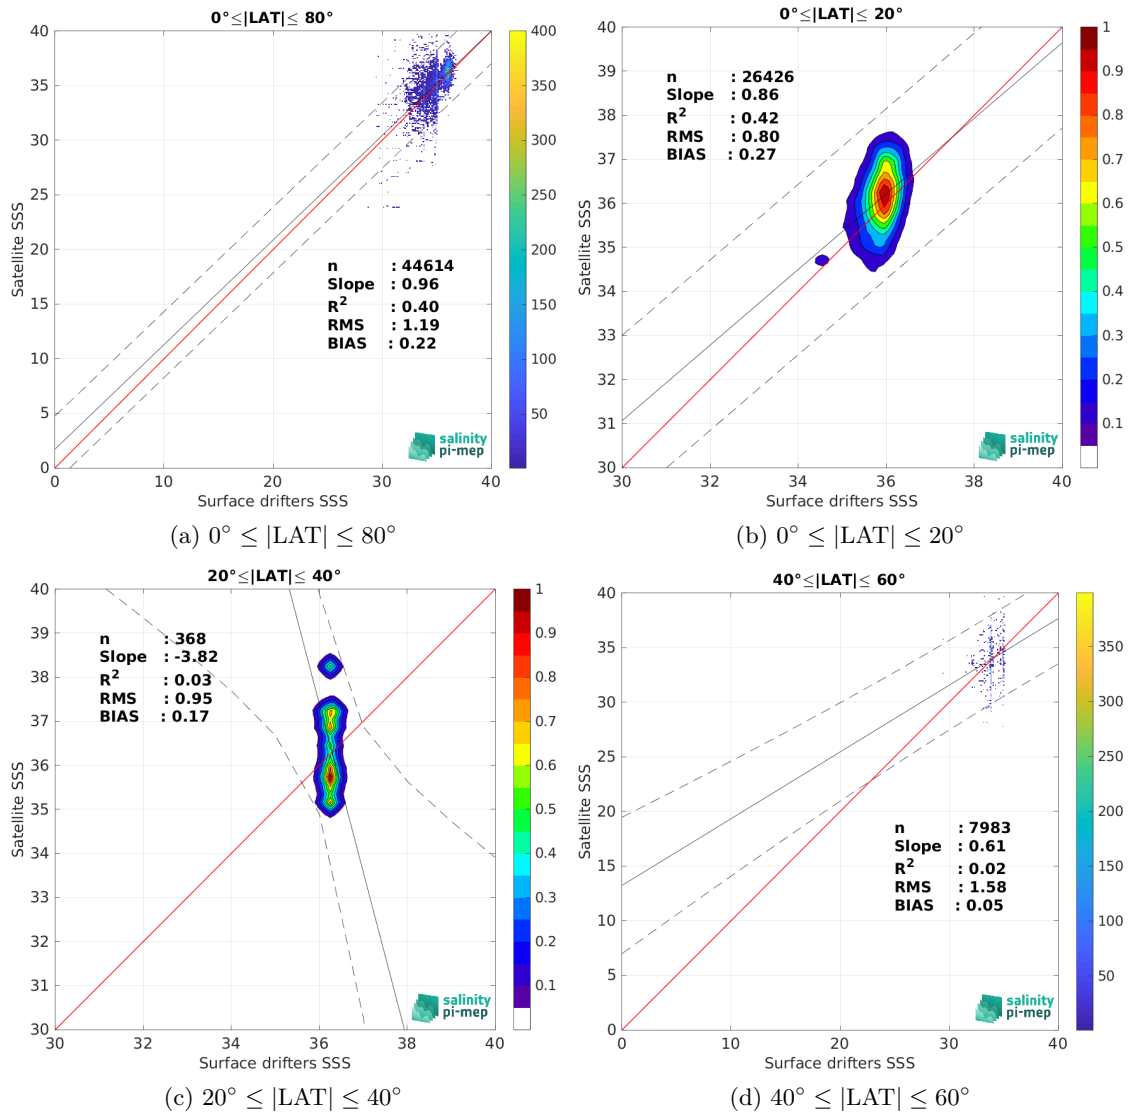 0°≤|LAT|≤ 80°
40
35
30
25
20
15
10
5
0
0
10
20
30
40
Satellite SSS
Surface drifters SSS
n : 44614
Slope : 0.96
R² : 0.40
RMS : 1.19
BIAS : 0.22
salinity
pi-mep
400
350
300
250
200
150
100
50
(a) 0° ≤ |LAT| ≤ 80°
0°≤|LAT|≤ 20°
40
39
38
37
36
35
34
33
32
31
30
30
32
34
36
38
40
Satellite SSS
Surface drifters SSS
n : 26426
Slope : 0.86
R² : 0.42
RMS : 0.80
BIAS : 0.27
salinity
pi-mep
1
0.9
0.8
0.7
0.6
0.5
0.4
0.3
0.2
0.1
(b) 0° ≤ |LAT| ≤ 20°
20°≤|LAT|≤ 40°
40
39
38
37
36
35
34
33
32
31
30
30
32
34
36
38
40
Satellite SSS
Surface drifters SSS
n : 368
Slope : -3.82
R² : 0.03
RMS : 0.95
BIAS : 0.17
salinity
pi-mep
1
0.9
0.8
0.7
0.6
0.5
0.4
0.3
0.2
0.1
(c) 20° ≤ |LAT| ≤ 40°
40°≤|LAT|≤ 60°
40
35
30
25
20
15
10
5
0
0
10
20
30
40
Satellite SSS
Surface drifters SSS
n : 7983
Slope : 0.61
R² : 0.02
RMS : 1.58
BIAS : 0.05
salinity
pi-mep
350
300
250
200
150
100
50
(d) 40° ≤ |LAT| ≤ 60°